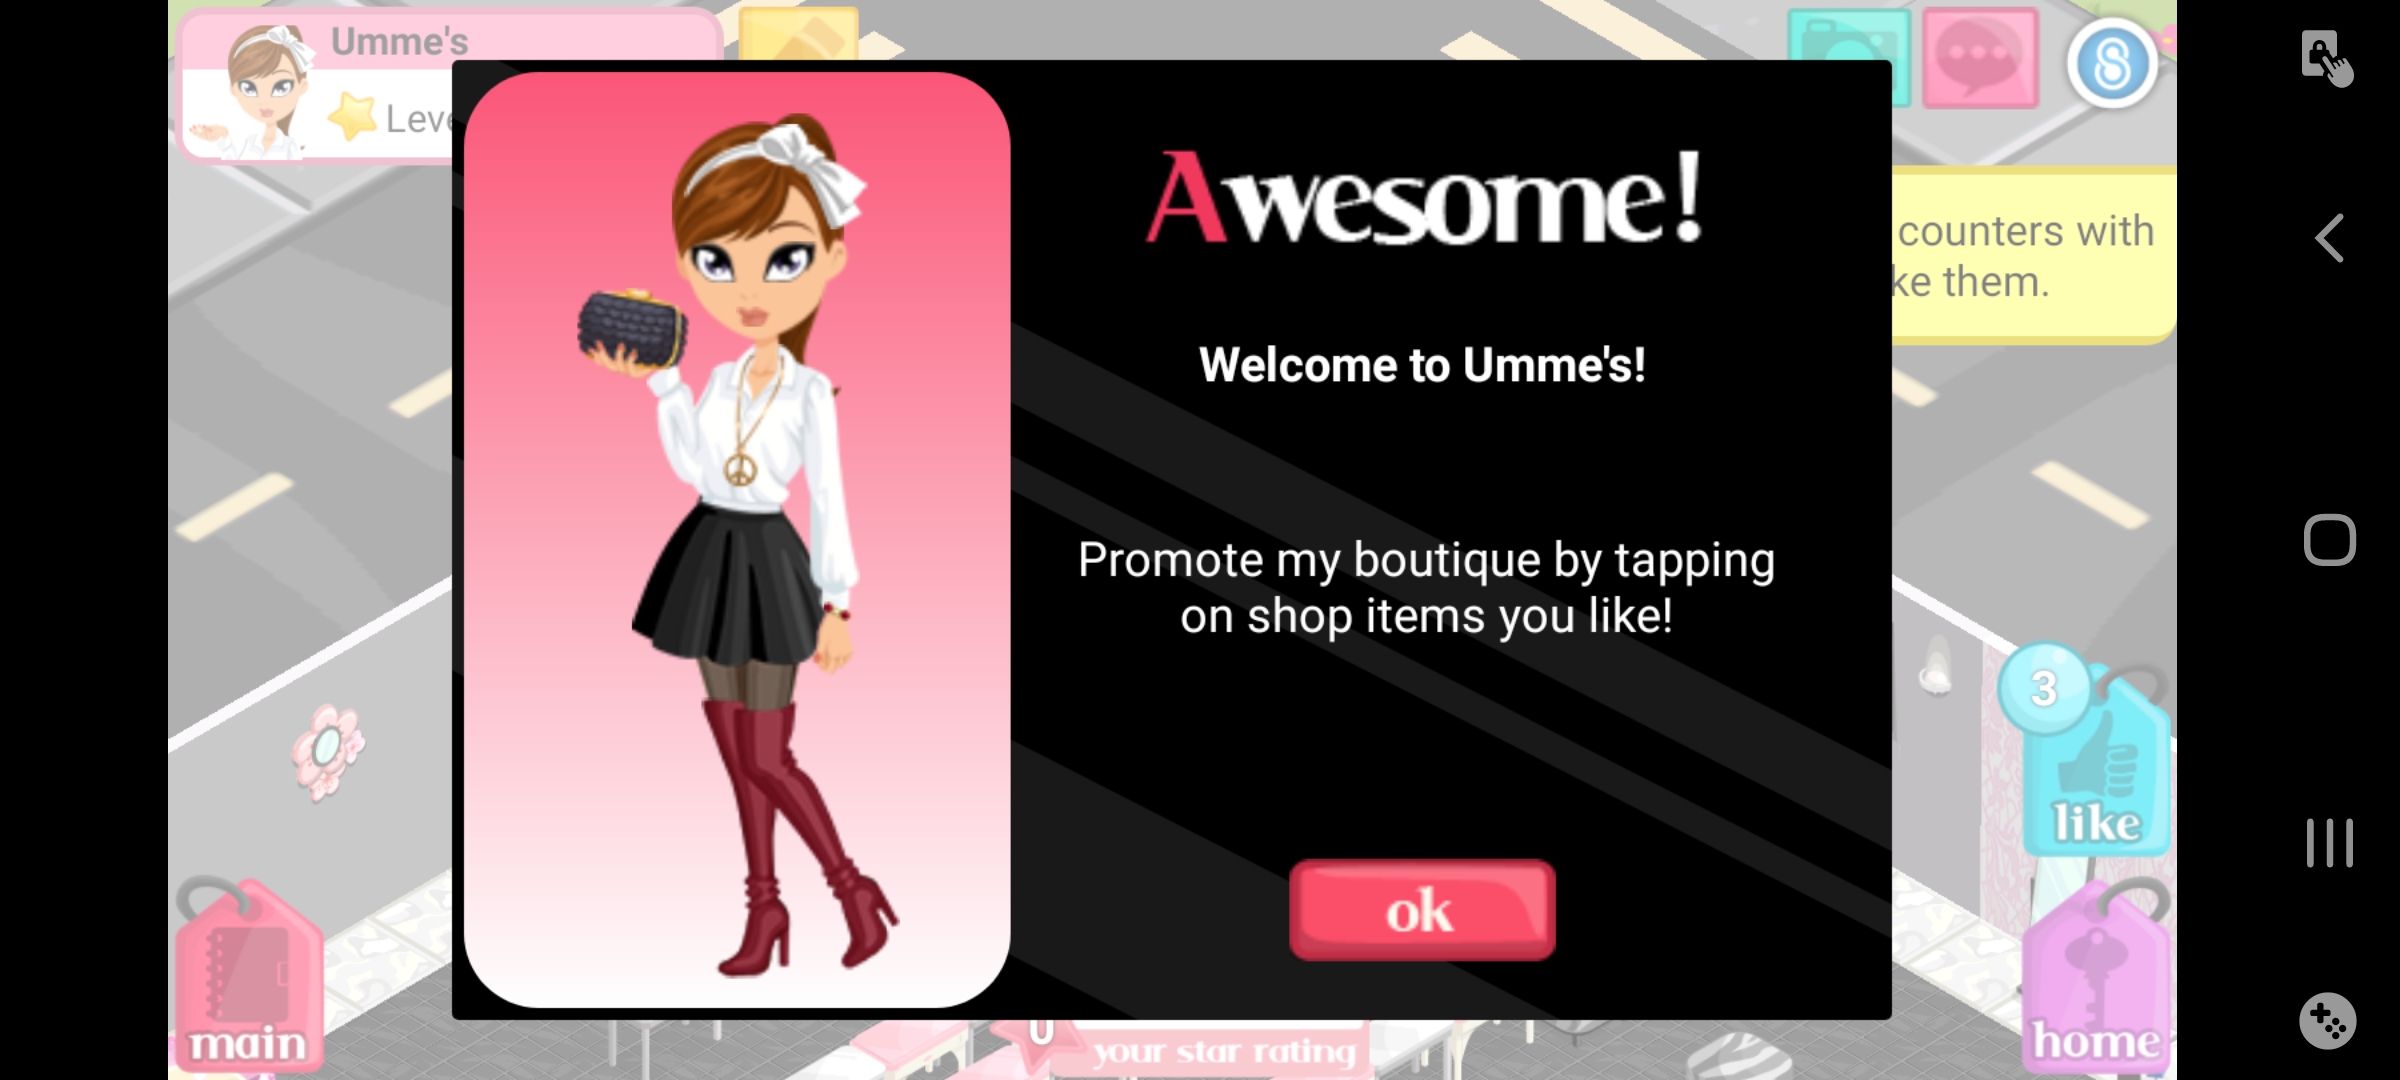 Umme's
Leve
Awesome!
counters with
ke them.
Welcome to Umme's!
Promote my boutique by tapping
on shop items you like!
3
like
ok
main
0
your star rating
home